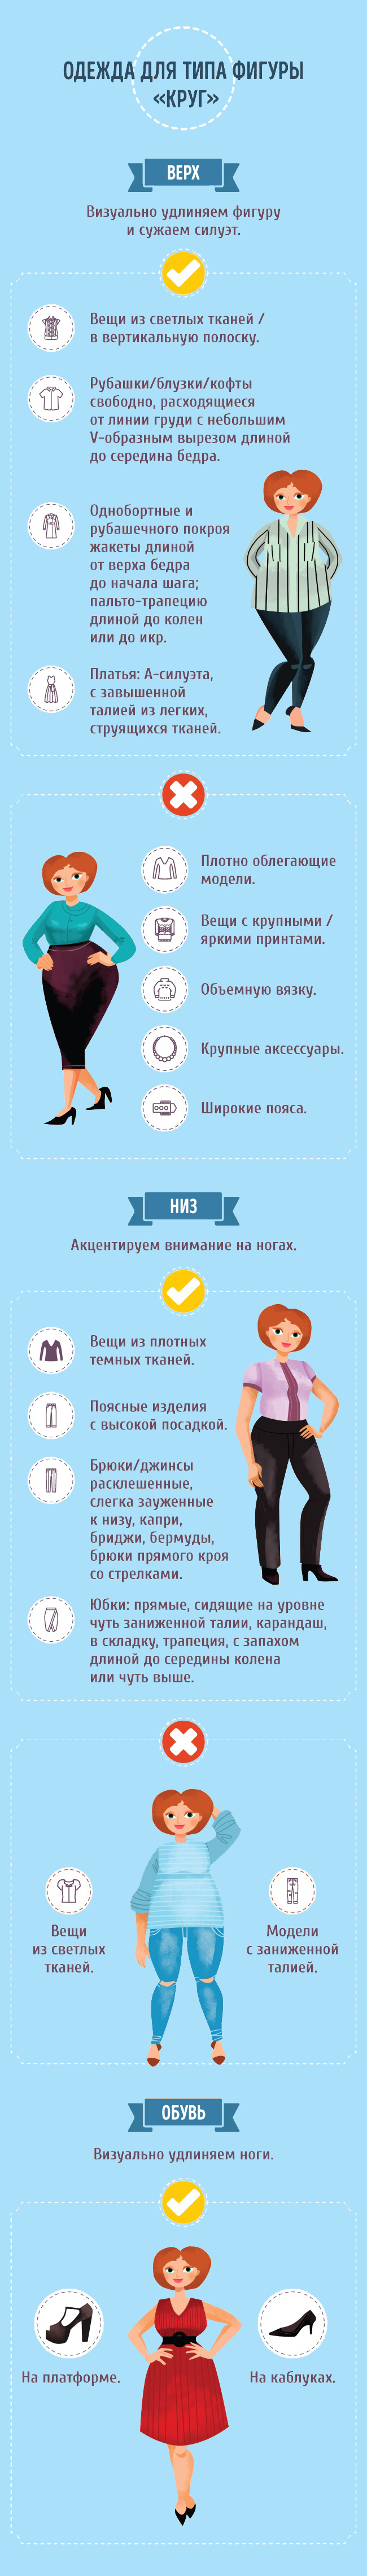 ОДЕЖДА ДЛЯ ТИПА ФИГУРЫ
«КРУГ»
ВЕРХ
Визуально удлиняем фигуру
и сужаем силуэт.
Вещи из светлых тканей /
в вертикальную полоску.
Рубашки/блузки/кофты
свободно, расходящиеся
от линии груди с небольшим
V-образным вырезом длиной
до середина бедра.
Однобортные и
рубашечного покроя
жакеты длиной
от верха бедра
до начала шага;
пальто-трапецию
длиной до колен
или до икр.
Платья: А-силуэта,
с завышенной
талией из легких,
струящихся тканей.
Плотно облегающие
модели.
Вещи с крупными /
яркими принтами.
Объемную вязку.
Крупные аксессуары.
Широкие пояса.
НИЗ
Акцентируем внимание на ногах.
Вещи из плотных
темных тканей.
Поясные изделия
с высокой посадкой.
Брюки/джинсы
расклешенные,
слегка зауженные
к низу, капри,
бриджи, бермуды,
брюки прямого кроя
со стрелками.
Юбки: прямые, сидящие на уровне
чуть заниженной талии, карандаш,
в складку, трапеция, с запахом
длиной до середины колена
или чуть выше.
Вещи
из светлых
тканей.
Модели
с заниженной
талией.
ОБУВЬ
Визуально удлиняем ноги.
На платформе.
На каблуках.